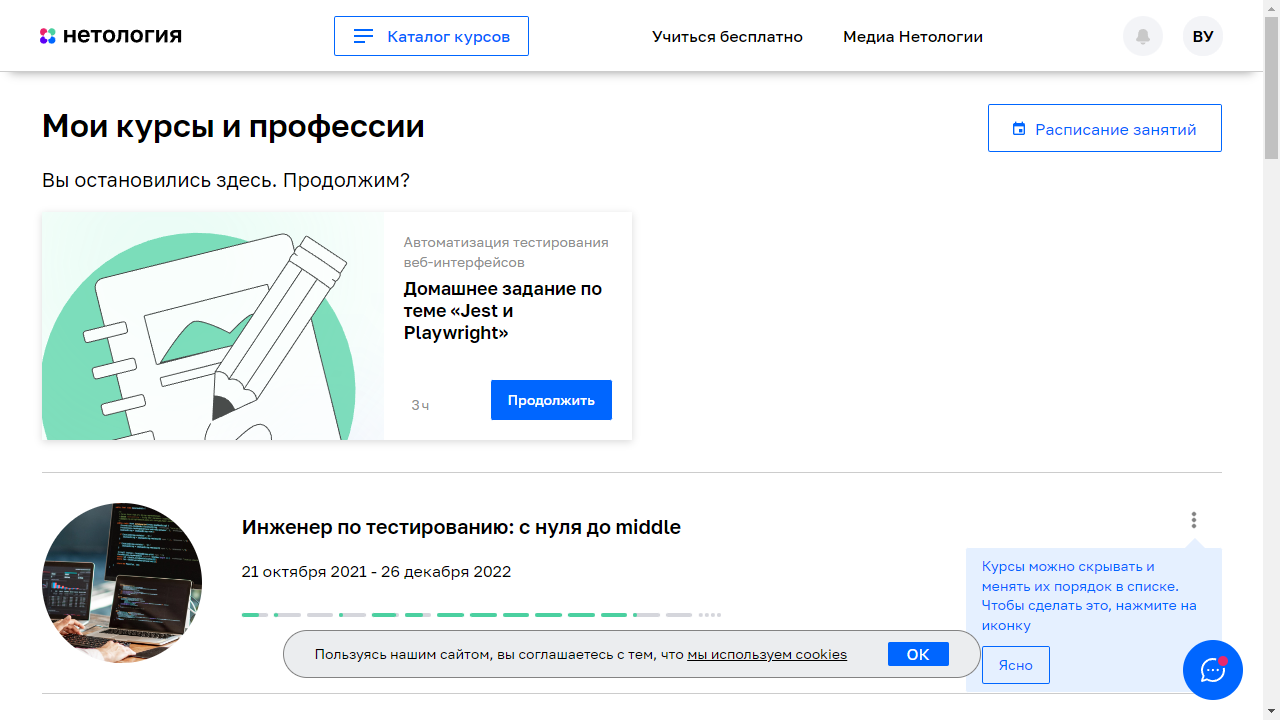 нетология
Каталог курсов
Учиться бесплатно
Медиа Нетологии
ВУ
Мои курсы и профессии
Расписание занятий
Вы остановились здесь. Продолжим?
Автоматизация тестирования
веб-интерфейсов
Домашнее задание по
теме «Jest и
Playwright»
3 ч
Продолжить
Инженер по тестированию: с нуля до middle
21 октября 2021 - 26 декабря 2022
Курсы можно скрывать и
менять их порядок в списке.
Чтобы сделать это, нажмите на
иконку
Ясно
Пользуясь нашим сайтом, вы соглашаетесь с тем, что мы используем cookies
ОК